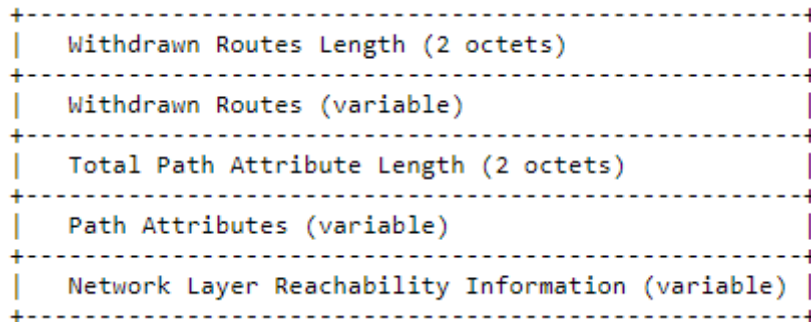 Withdrawn Routes Length (2 octets)
Withdrawn Routes (variable)
Total Path Attribute Length (2 octets)
Path Attributes (variable)
Network Layer Reachability Information (variable)